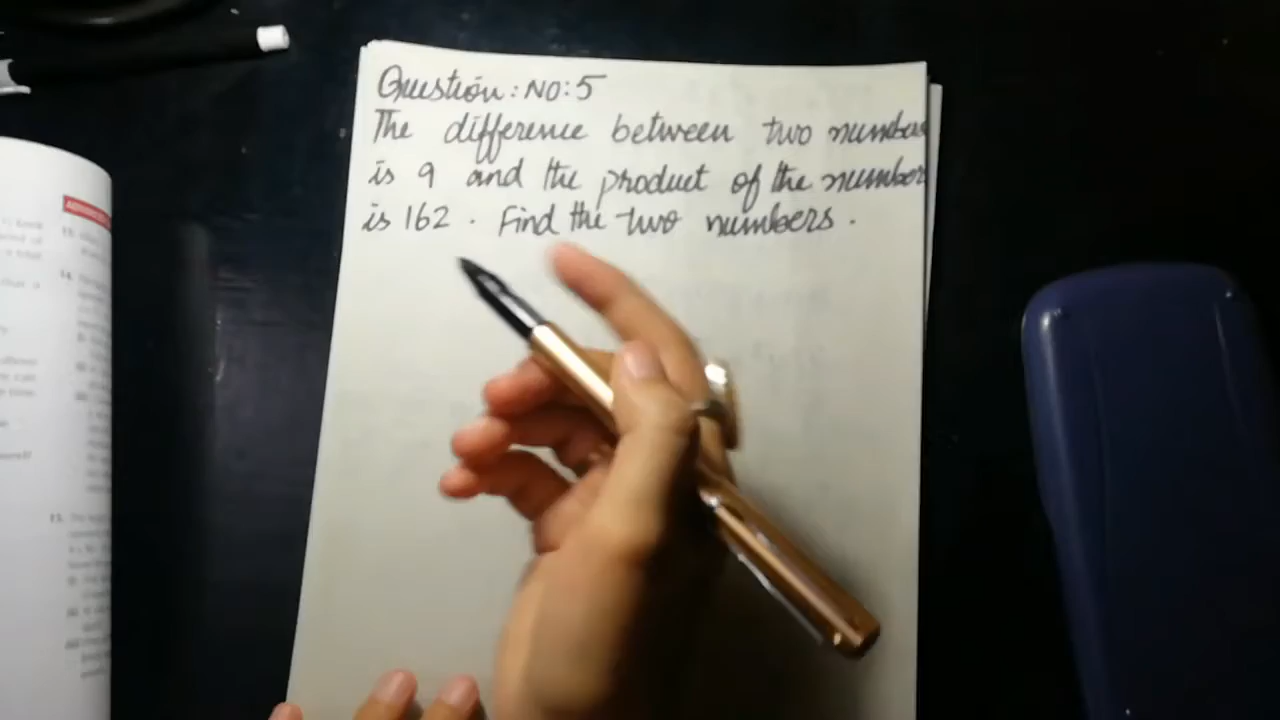 Question: NO:5
The difference between two numbers
is 9 and the product of the numbers
is 162. Find the two numbers.